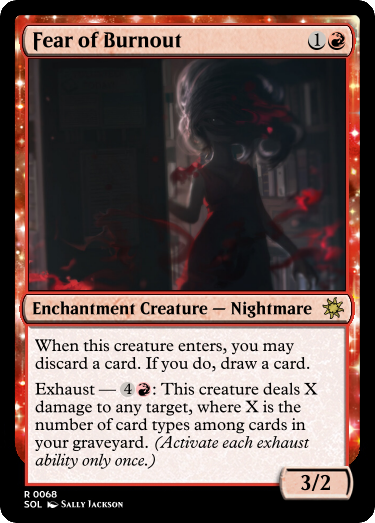 Fear of Burnout 1
Enchantment Creature — Nightmare
When this creature enters, you may
discard a card. If you do, draw a card.
Exhaust — 4 : This creature deals X
damage to any target, where X is the
number of card types among cards in
your graveyard. (Activate each exhaust
ability only once.)
3/2
R 0068
SOL Sally Jackson